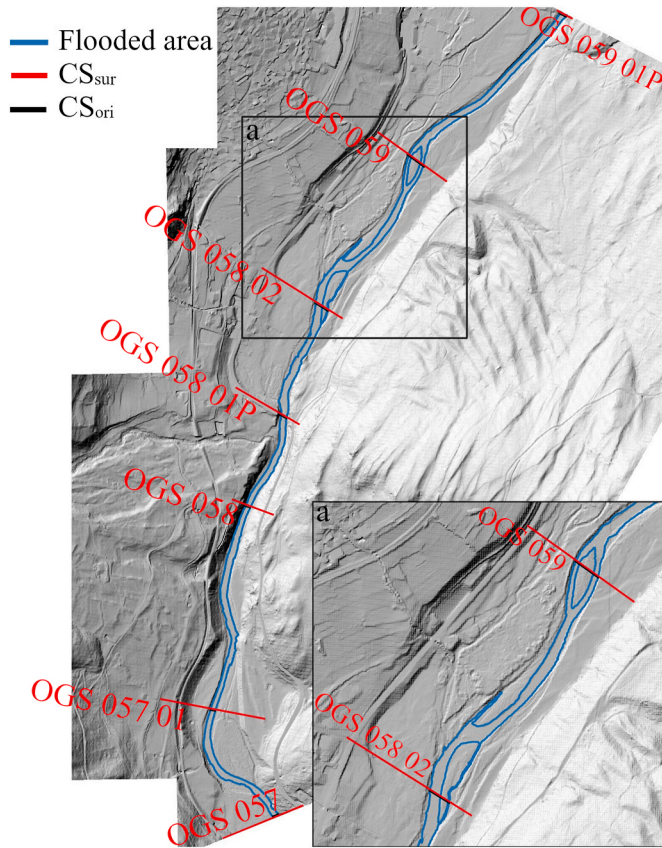 Flooded area
CSsur
CSori
OGS 059 01P
a
OGS 059
OGS 058 02
OGS 058 01P
OGS 058
OGS 057 01
OGS 057
a
OGS 059
OGS 058 02